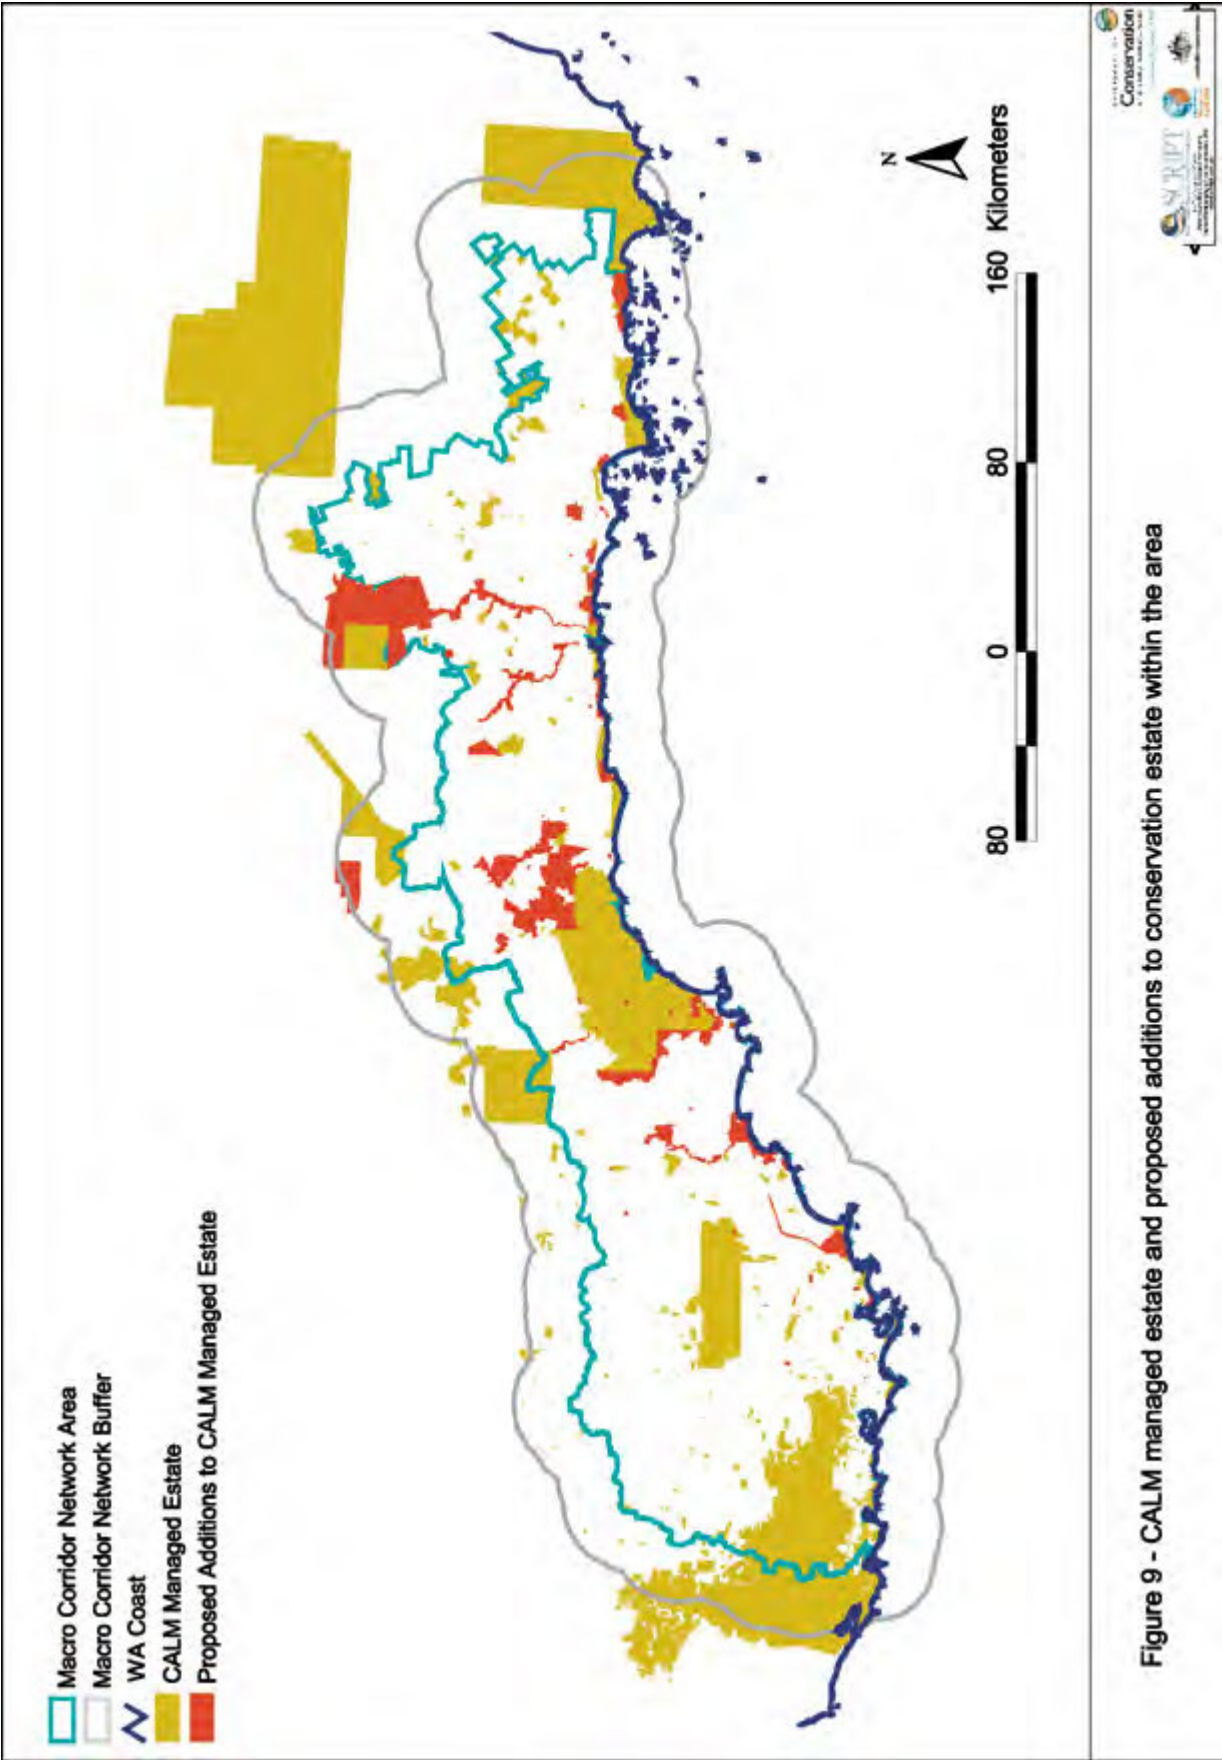 Macro Corridor Network Area
Macro Corridor Network Buffer
WA Coast
CALM Managed Estate
Proposed Additions to CALM Managed Estate
N
80 0 80 160 Kilometers
Figure 9 - CALM managed estate and proposed additions to conservation estate within the area
Conservation
SCRIPT